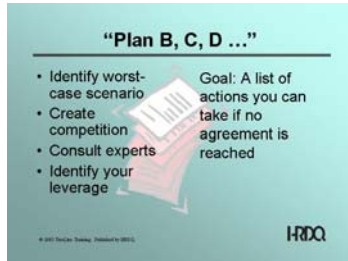 “Plan B, C, D …”
• Identify worst-
case scenario
• Create
competition
• Consult experts
• Identify your
leverage
Goal: A list of
actions you can
take if no
agreement is
reached
HRDQ